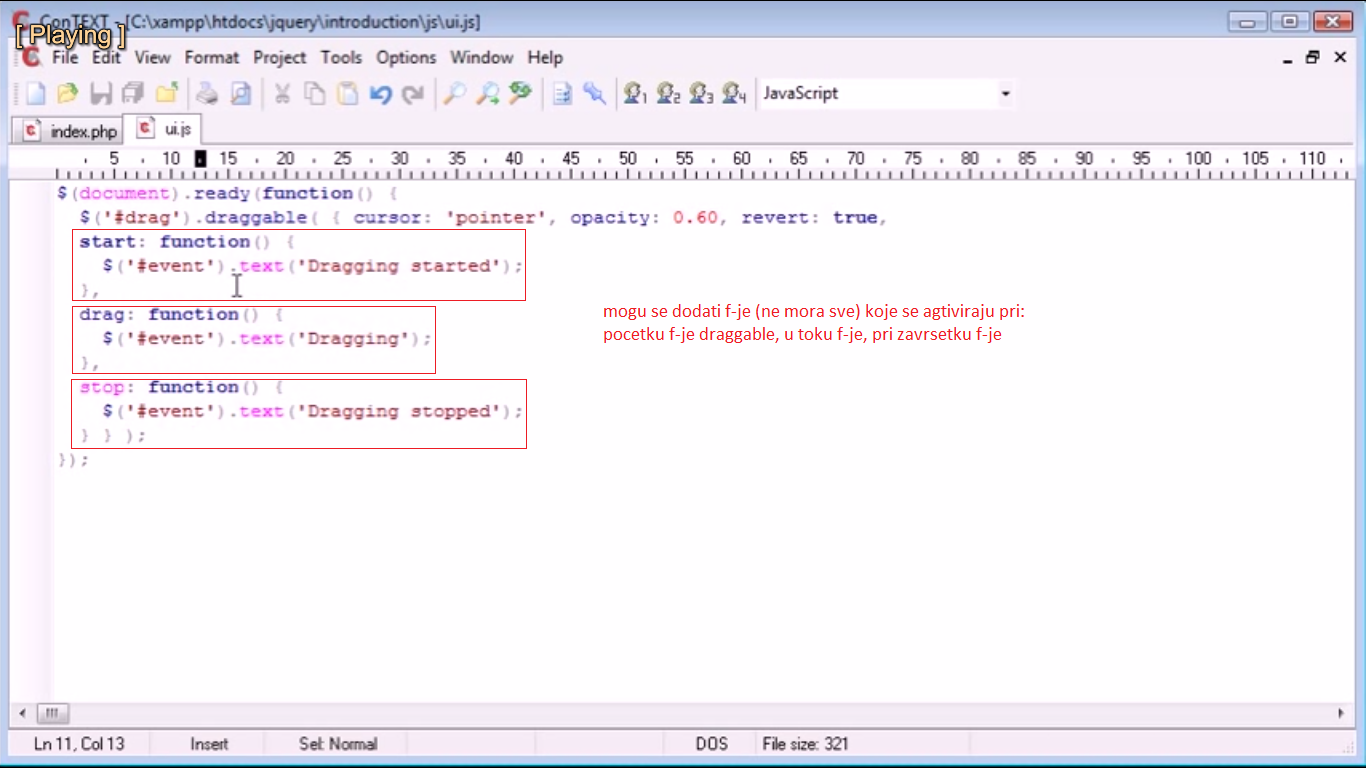 ConTEXT - [C:\xampp\htdocs\jquery\introduction\js\ui.js]
[ Playing ]
File Edit View Format Project Tools Options Window Help
1 2 3 4 JavaScript
index.php ui.js
5 10 15 20 25 30 35 40 45 50 55 60 65 70 75 80 85 90 95 100 105 110
$(document).ready(function() {
$('#drag').draggable( { cursor: 'pointer', opacity: 0.60, revert: true,
start: function() {
$('#event').text('Dragging started');
},
drag: function() {
$('#event').text('Dragging');
},
stop: function() {
$('#event').text('Dragging stopped');
} } );
});
mogu se dodati f-je (ne mora sve) koje se agtiviraju pri:
pocetku f-je draggable, u toku f-je, pri zavrsetku f-je
Ln 11, Col 13 Insert Sel: Normal DOS File size: 321